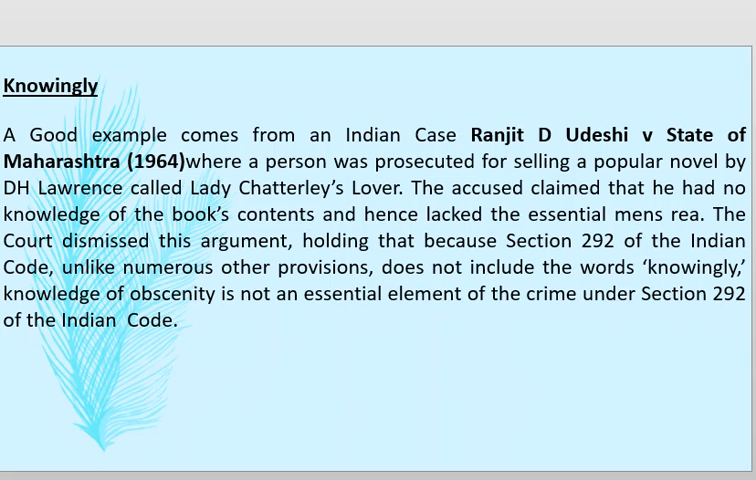 Knowingly
A Good example comes from an Indian Case Ranjit D Udeshi v State of
Maharashtra (1964)where a person was prosecuted for selling a popular novel by
DH Lawrence called Lady Chatterley’s Lover. The accused claimed that he had no
knowledge of the book’s contents and hence lacked the essential mens rea. The
Court dismissed this argument, holding that because Section 292 of the Indian
Code, unlike numerous other provisions, does not include the words ‘knowingly,’
knowledge of obscenity is not an essential element of the crime under Section 292
of the Indian Code.